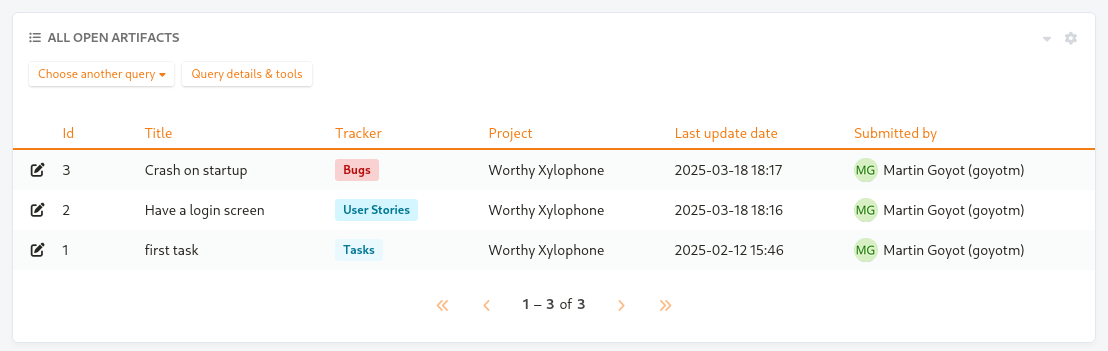 ALL OPEN ARTIFACTS
Choose another query Query details & tools
Id Title Tracker Project Last update date Submitted by
3 Crash on startup Bugs Worthy Xylophone 2025-03-18 18:17 MG Martin Goyot (goyotm)
2 Have a login screen User Stories Worthy Xylophone 2025-03-18 18:16 MG Martin Goyot (goyotm)
1 first task Tasks Worthy Xylophone 2025-02-12 15:46 MG Martin Goyot (goyotm)
1 – 3 of 3